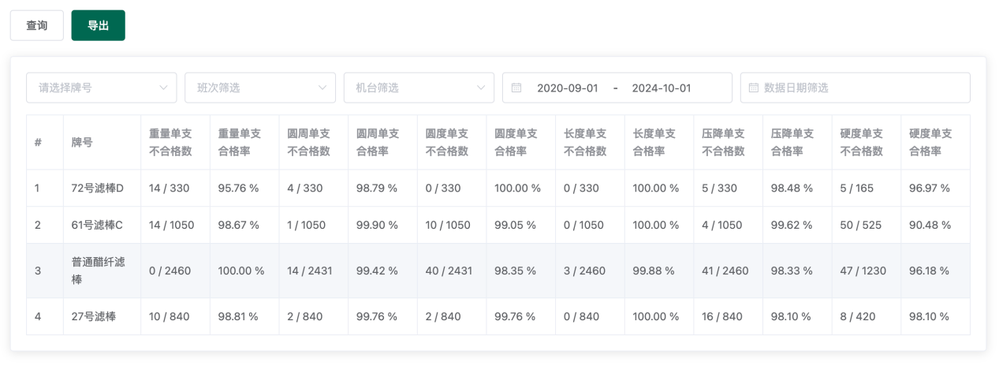 查询 导出
请选择牌号 班次筛选 机台筛选 2020-09-01 - 2024-10-01 数据日期筛选
# 牌号 重量单支不合格数 重量单支合格率 圆周单支不合格数 圆周单支合格率 圆度单支不合格数 圆度单支合格率 长度单支不合格数 长度单支合格率 压降单支不合格数 压降单支合格率 硬度单支不合格数 硬度单支合格率
1 72号滤棒D 14 / 330 95.76 % 4 / 330 98.79 % 0 / 330 100.00 % 0 / 330 100.00 % 5 / 330 98.48 % 5 / 165 96.97 %
2 61号滤棒C 14 / 1050 98.67 % 1 / 1050 99.90 % 10 / 1050 99.05 % 0 / 1050 100.00 % 4 / 1050 99.62 % 50 / 525 90.48 %
3 普通醋纤滤棒 0 / 2460 100.00 % 14 / 2431 99.42 % 40 / 2431 98.35 % 3 / 2460 99.88 % 41 / 2460 98.33 % 47 / 1230 96.18 %
4 27号滤棒 10 / 840 98.81 % 2 / 840 99.76 % 2 / 840 99.76 % 0 / 840 100.00 % 16 / 840 98.10 % 8 / 420 98.10 %